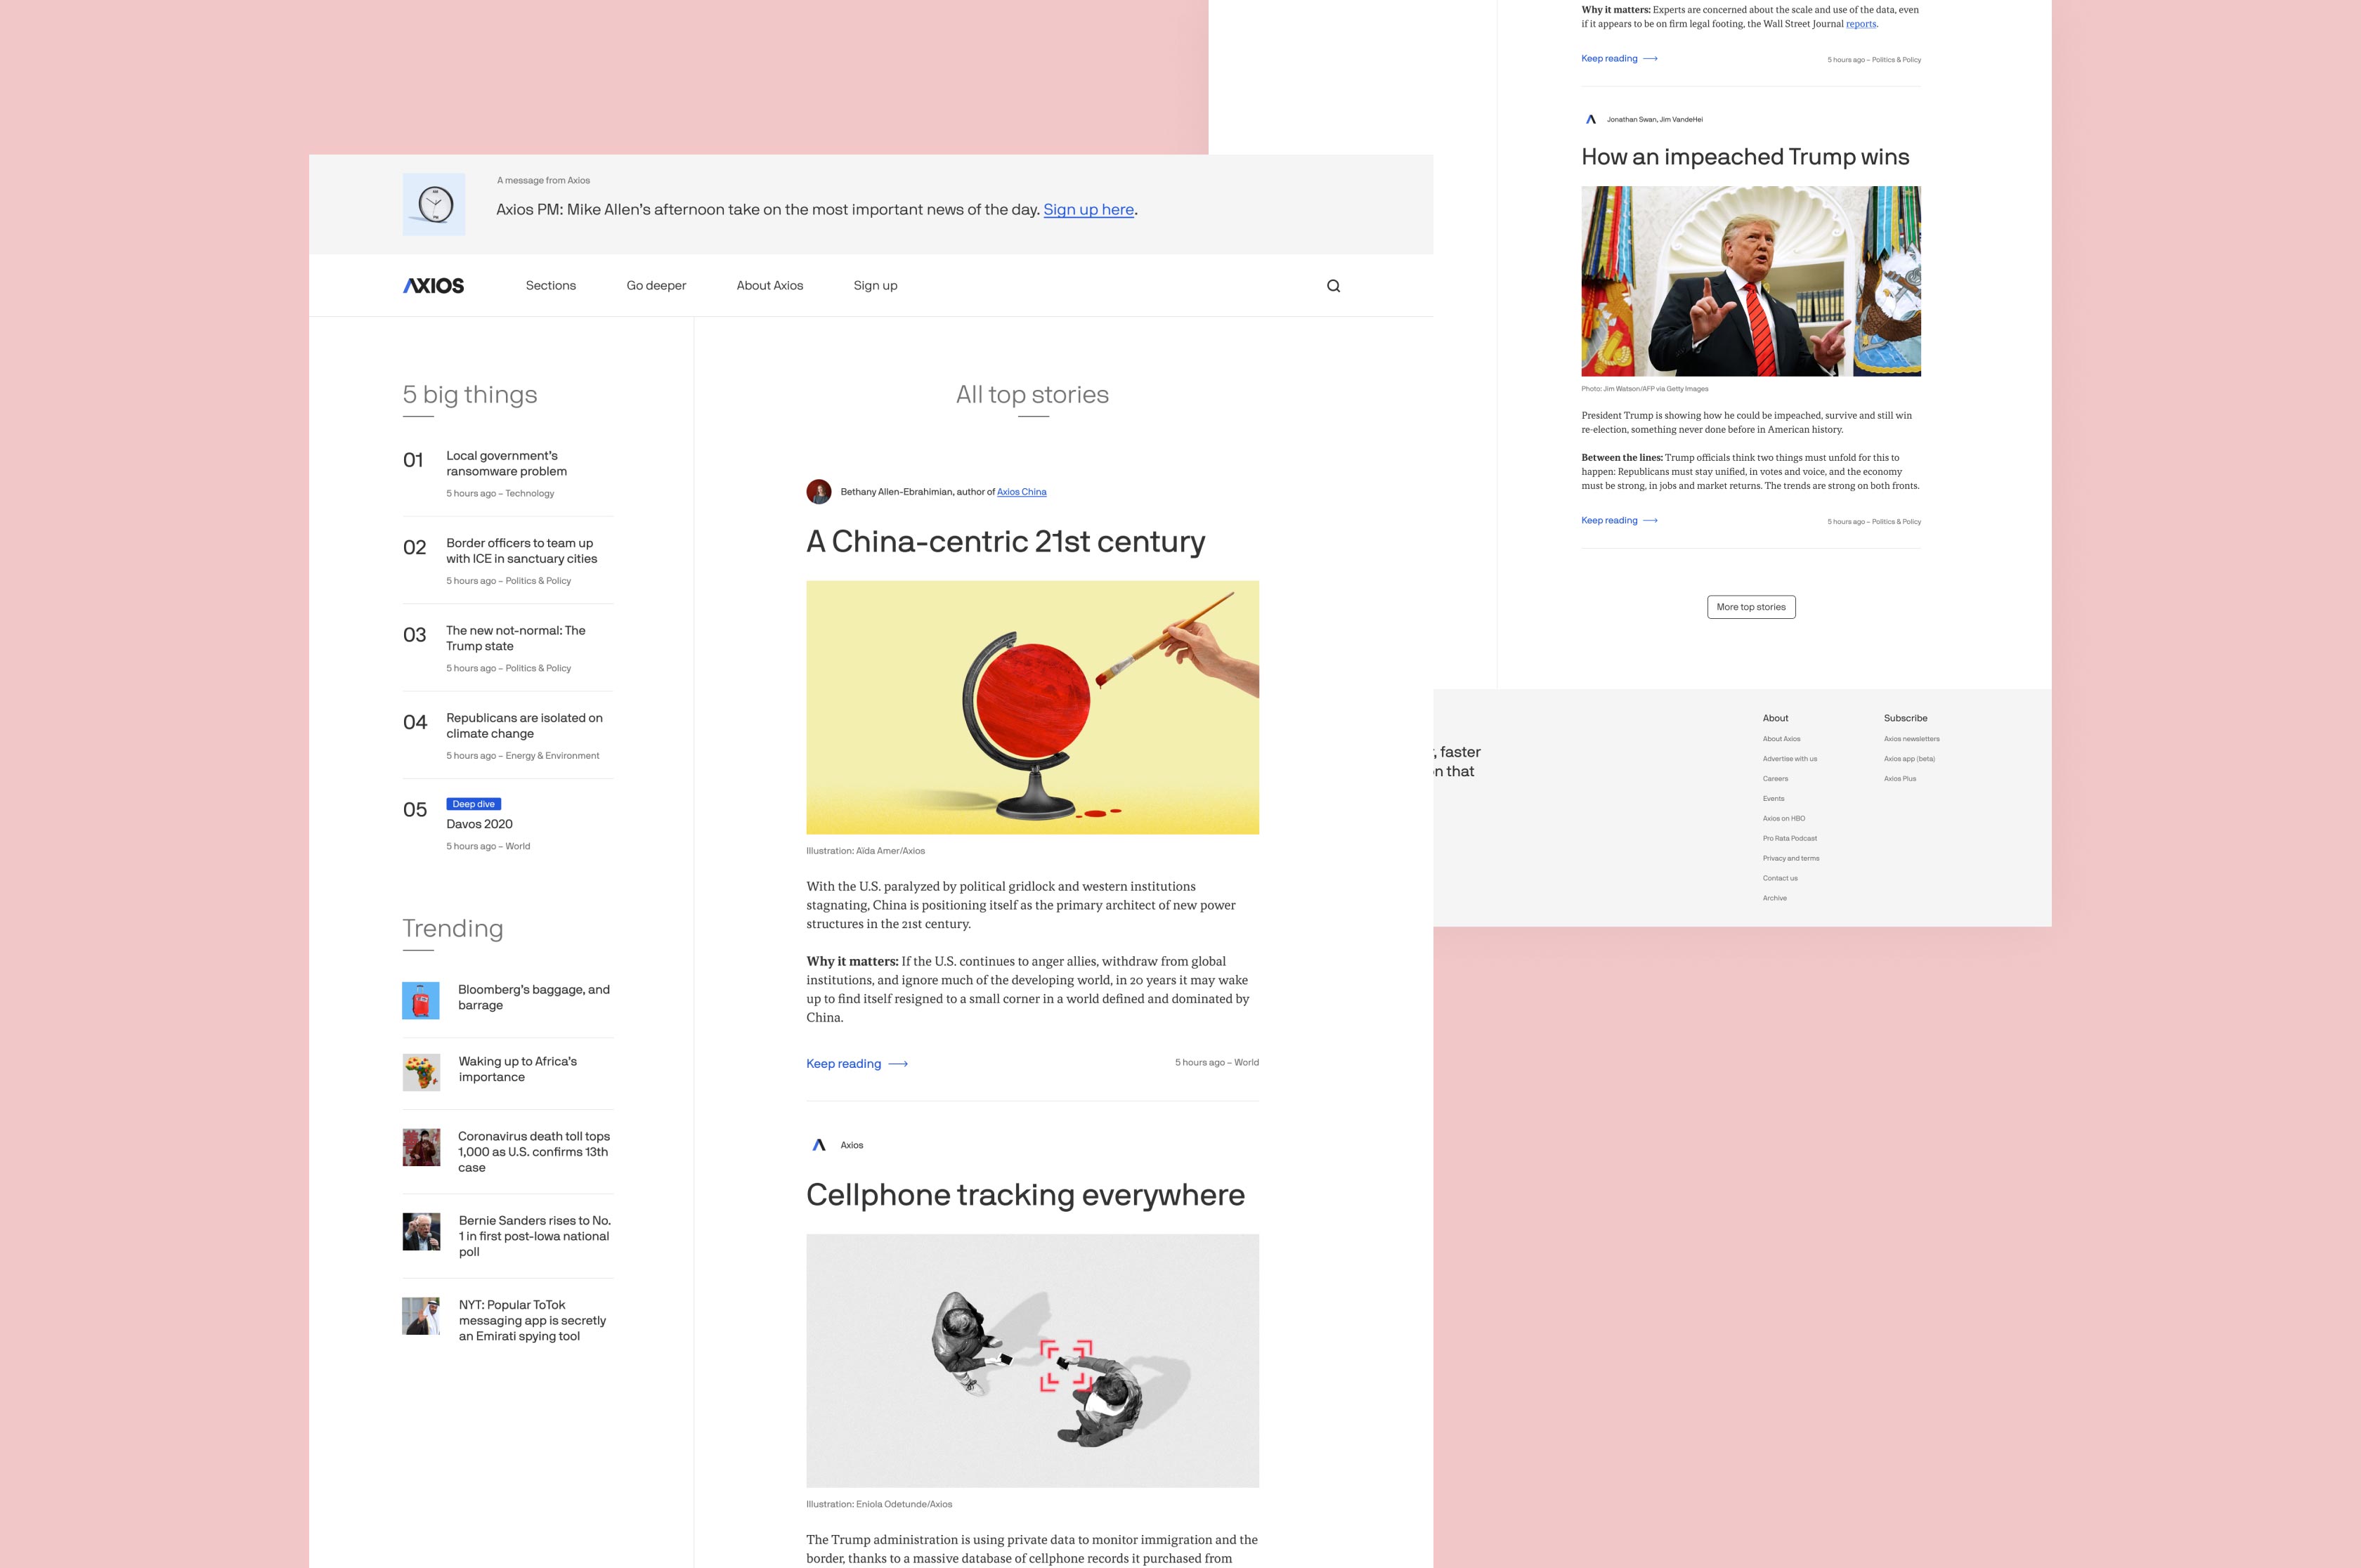 A message from Axios
Axios PM: Mike Allen's afternoon take on the most important news of the day. Sign up here.
AXIOS
Sections
Go deeper
About Axios
Sign up
5 big things
01
Local government's
ransomware problem
5 hours ago – Technology
02
Border officers to team up
with ICE in sanctuary cities
5 hours ago – Politics & Policy
03
The new not-normal: The
Trump state
5 hours ago – Politics & Policy
04
Republicans are isolated on
climate change
5 hours ago – Energy & Environment
05
Deep dive
Davos 2020
5 hours ago – World
Trending
Bloomberg's baggage, and
barrage
Waking up to Africa's
importance
Coronavirus death toll tops
1,000 as U.S. confirms 13th
case
Bernie Sanders rises to No.
1 in first post-Iowa national
poll
NYT: Popular ToTok
messaging app is secretly
an Emirati spying tool
All top stories
Bethany Allen-Ebrahimian, author of Axios China
A China-centric 21st century
Illustration: Aïda Amer/Axios
With the U.S. paralyzed by political gridlock and western institutions
stagnating, China is positioning itself as the primary architect of new power
structures in the 21st century.
Why it matters: If the U.S. continues to anger allies, withdraw from global
institutions, and ignore much of the developing world, in 20 years it may wake
up to find itself resigned to a small corner in a world defined and dominated by
China.
Keep reading
5 hours ago – World
Axios
Cellphone tracking everywhere
Illustration: Eniola Odetunde/Axios
The Trump administration is using private data to monitor immigration and the
border, thanks to a massive database of cellphone records it purchased from
Why it matters: Experts are concerned about the scale and use of the data, even
if it appears to be on firm legal footing, the Wall Street Journal reports.
Keep reading
5 hours ago – Politics & Policy
Jonathan Swan, Jim VandeHei
How an impeached Trump wins
Photo: Jim Watson/AFP via Getty Images
President Trump is showing how he could be impeached, survive and still win
re-election, something never done before in American history.
Between the lines: Trump officials think two things must unfold for this to
happen: Republicans must stay unified, in votes and voice, and the economy
must be strong, in jobs and market returns. The trends are strong on both fronts.
Keep reading
5 hours ago – Politics & Policy
More top stories
, faster
n that
About
About Axios
Advertise with us
Careers
Events
Axios on HBO
Pro Rata Podcast
Privacy and terms
Contact us
Archive
Subscribe
Axios newsletters
Axios app (beta)
Axios Plus